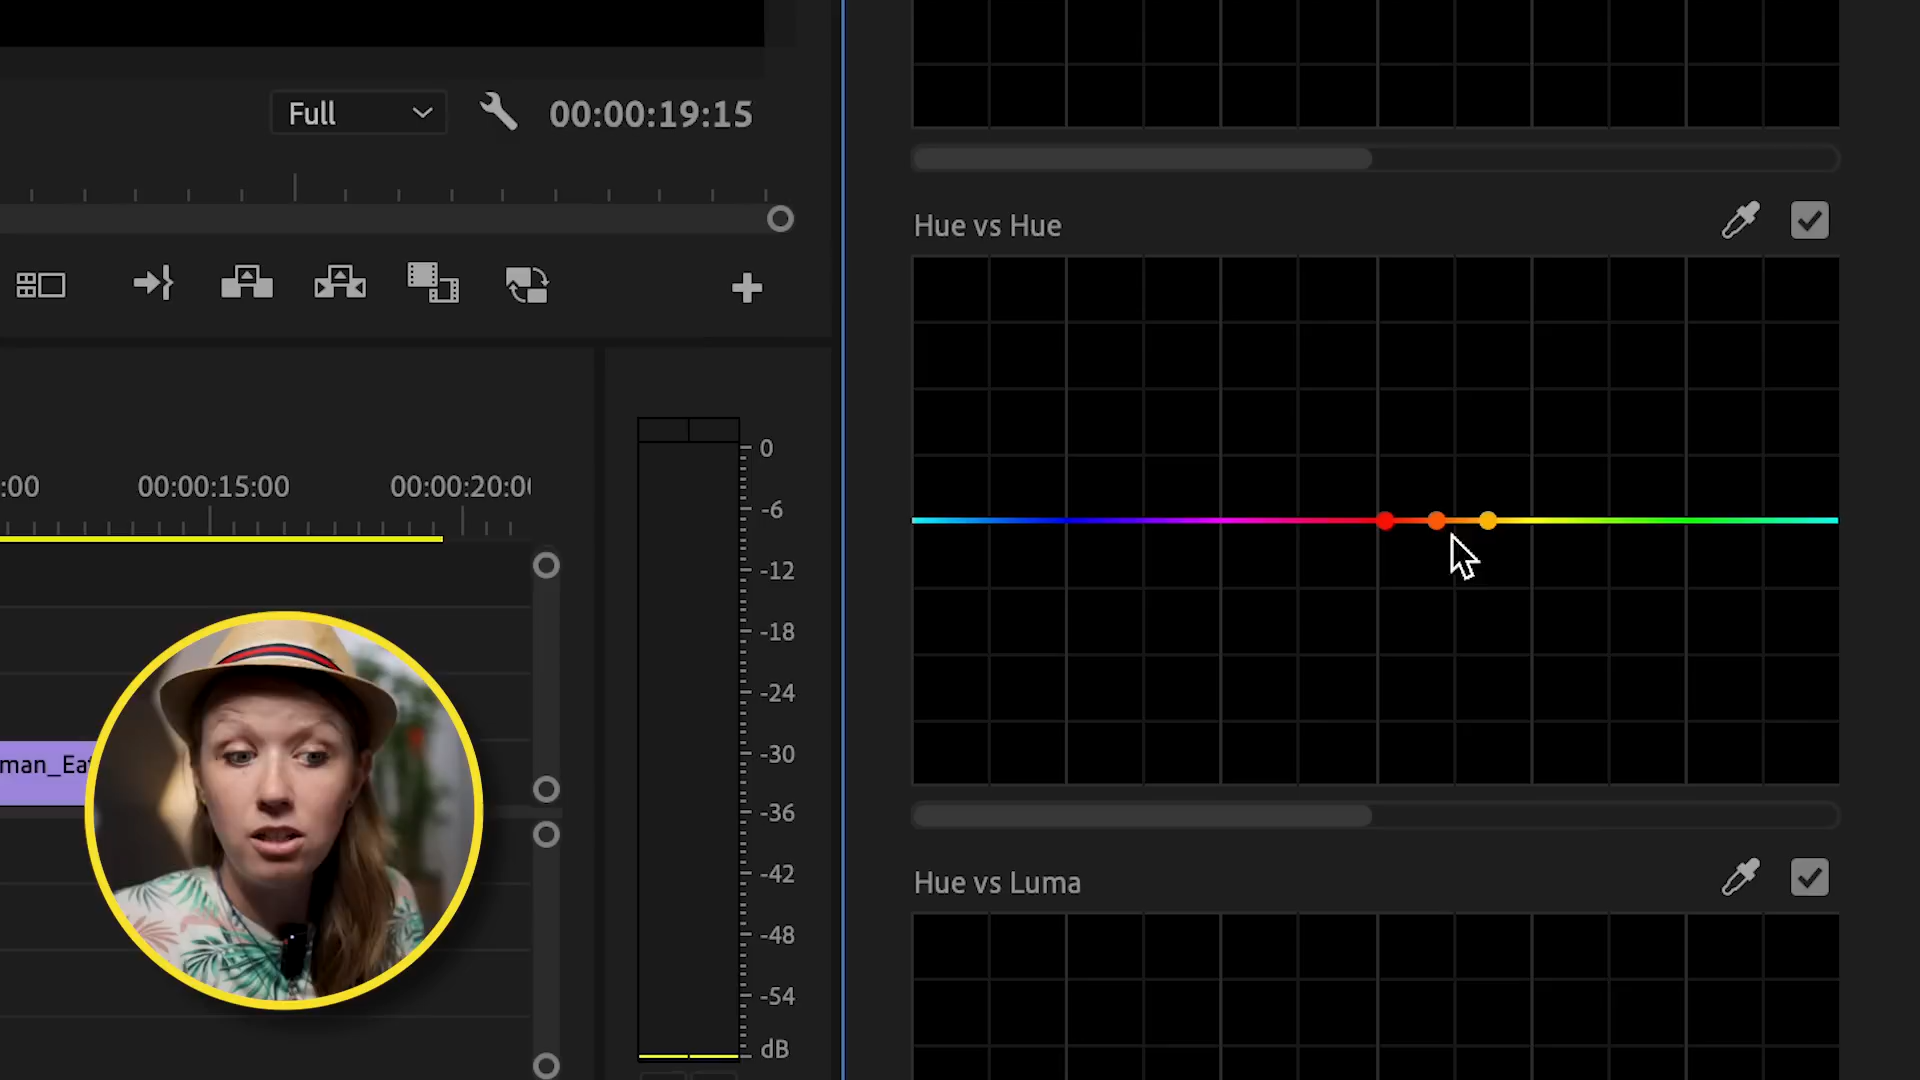 Full
00:00:19:15
Hue vs Hue
:00
00:00:15:00
00:00:20:0
0
-6
-12
-18
-24
-30
-36
-42
-48
-54
dB
man_Ea
Hue vs Luma